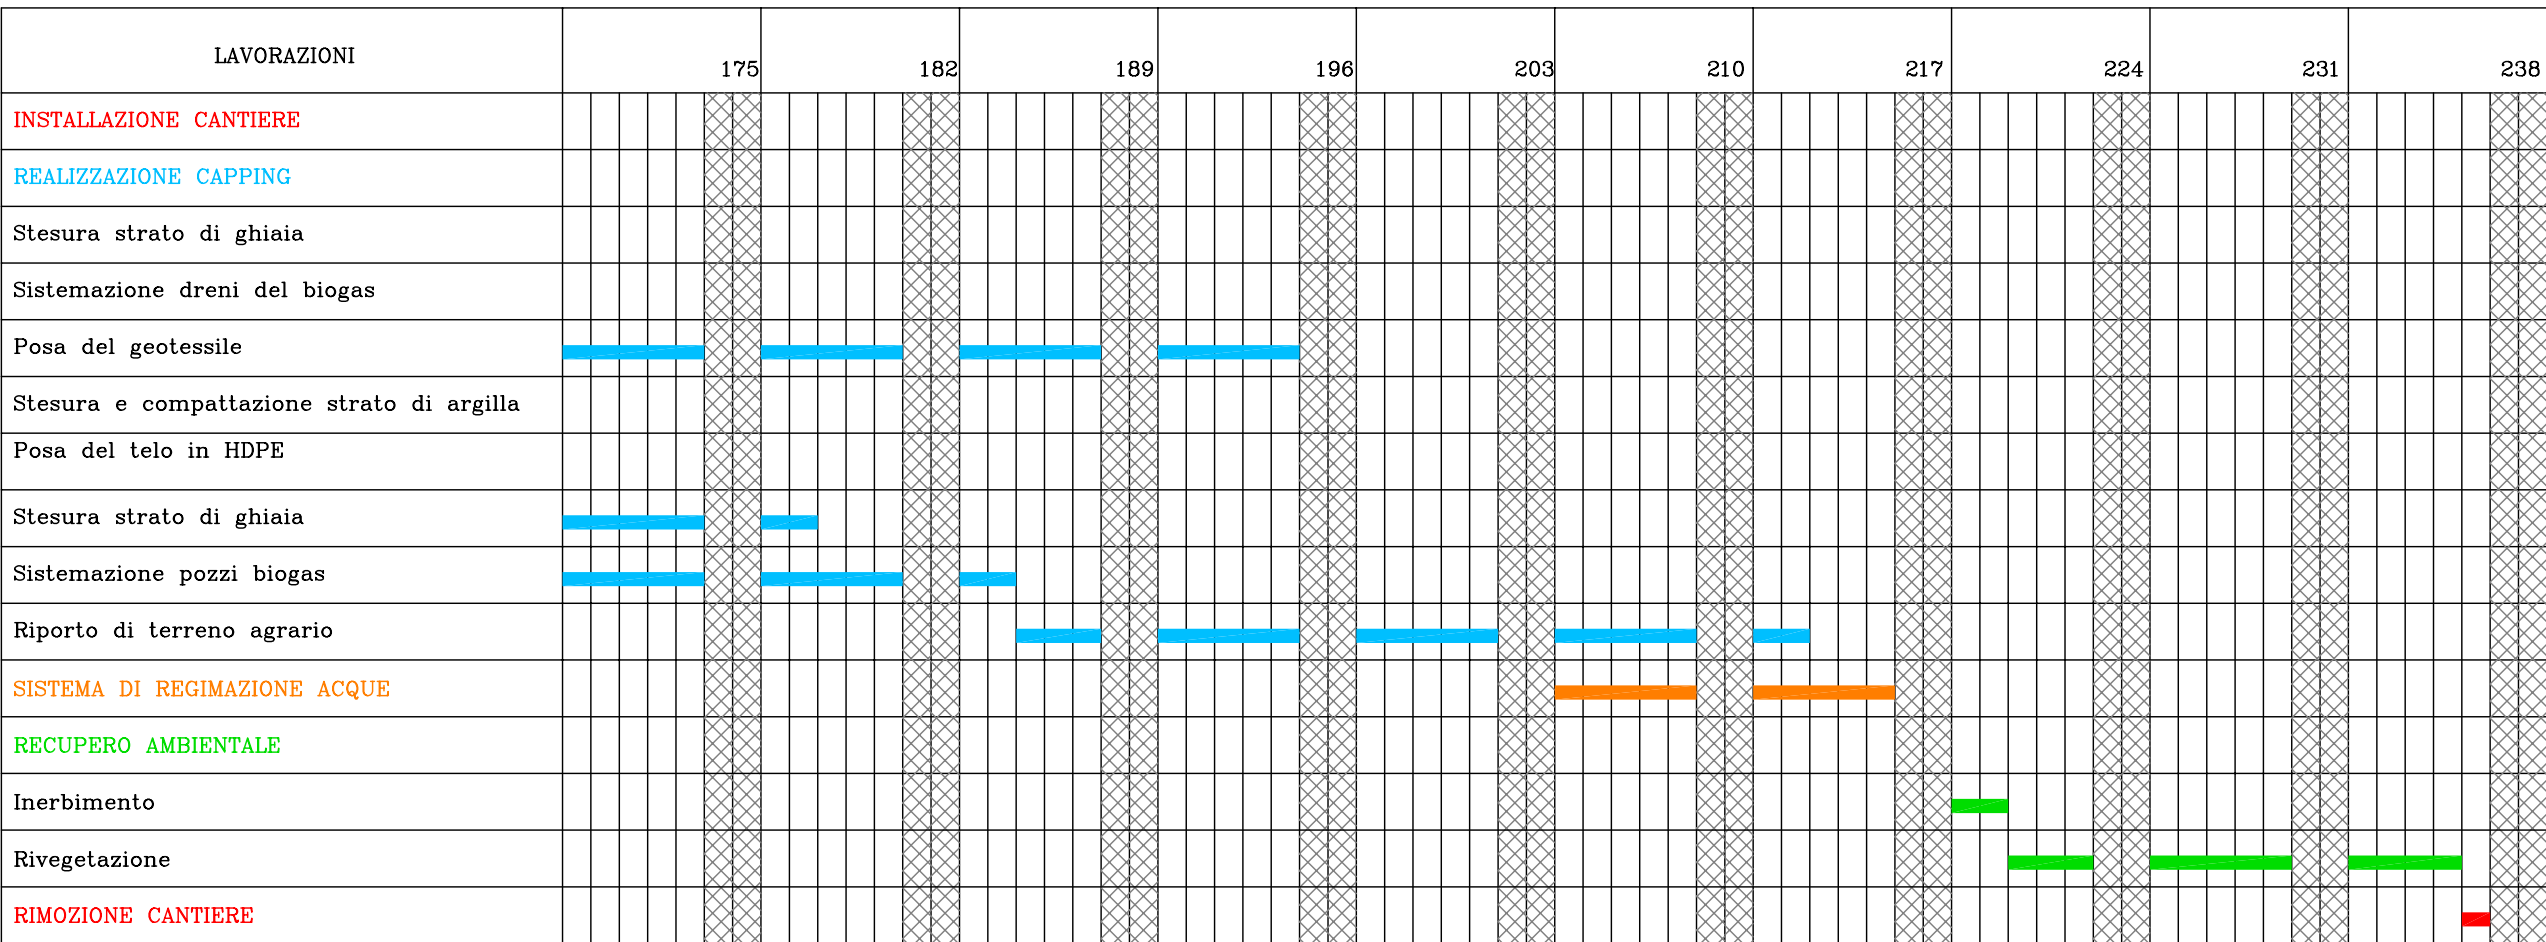 LAVORAZIONI
175 182 189 196 203 210 217 224 231 238
INSTALLAZIONE CANTIERE
REALIZZAZIONE CAPPING
Stesura strato di ghiaia
Sistemazione dreni del biogas
Posa del geotessile
Stesura e compattazione strato di argilla
Posa del telo in HDPE
Stesura strato di ghiaia
Sistemazione pozzi biogas
Riporto di terreno agrario
SISTEMA DI REGIMAZIONE ACQUE
RECUPERO AMBIENTALE
Inerbimento
Rivegetazione
RIMOZIONE CANTIERE